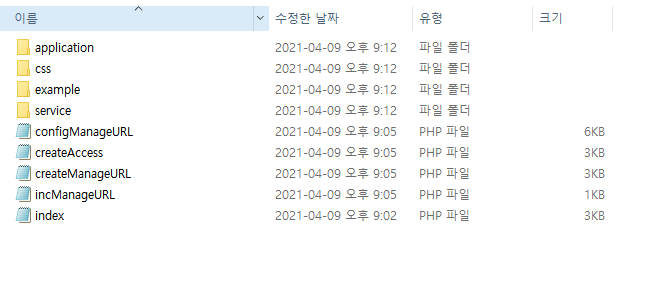 이름 수정한 날짜 유형 크기
application 2021-04-09 오후 9:12 파일 폴더
css 2021-04-09 오후 9:12 파일 폴더
example 2021-04-09 오후 9:12 파일 폴더
service 2021-04-09 오후 9:12 파일 폴더
configManageURL 2021-04-09 오후 9:05 PHP 파일 6KB
createAccess 2021-04-09 오후 9:05 PHP 파일 3KB
createManageURL 2021-04-09 오후 9:05 PHP 파일 3KB
incManageURL 2021-04-09 오후 9:05 PHP 파일 1KB
index 2021-04-09 오후 9:02 PHP 파일 3KB